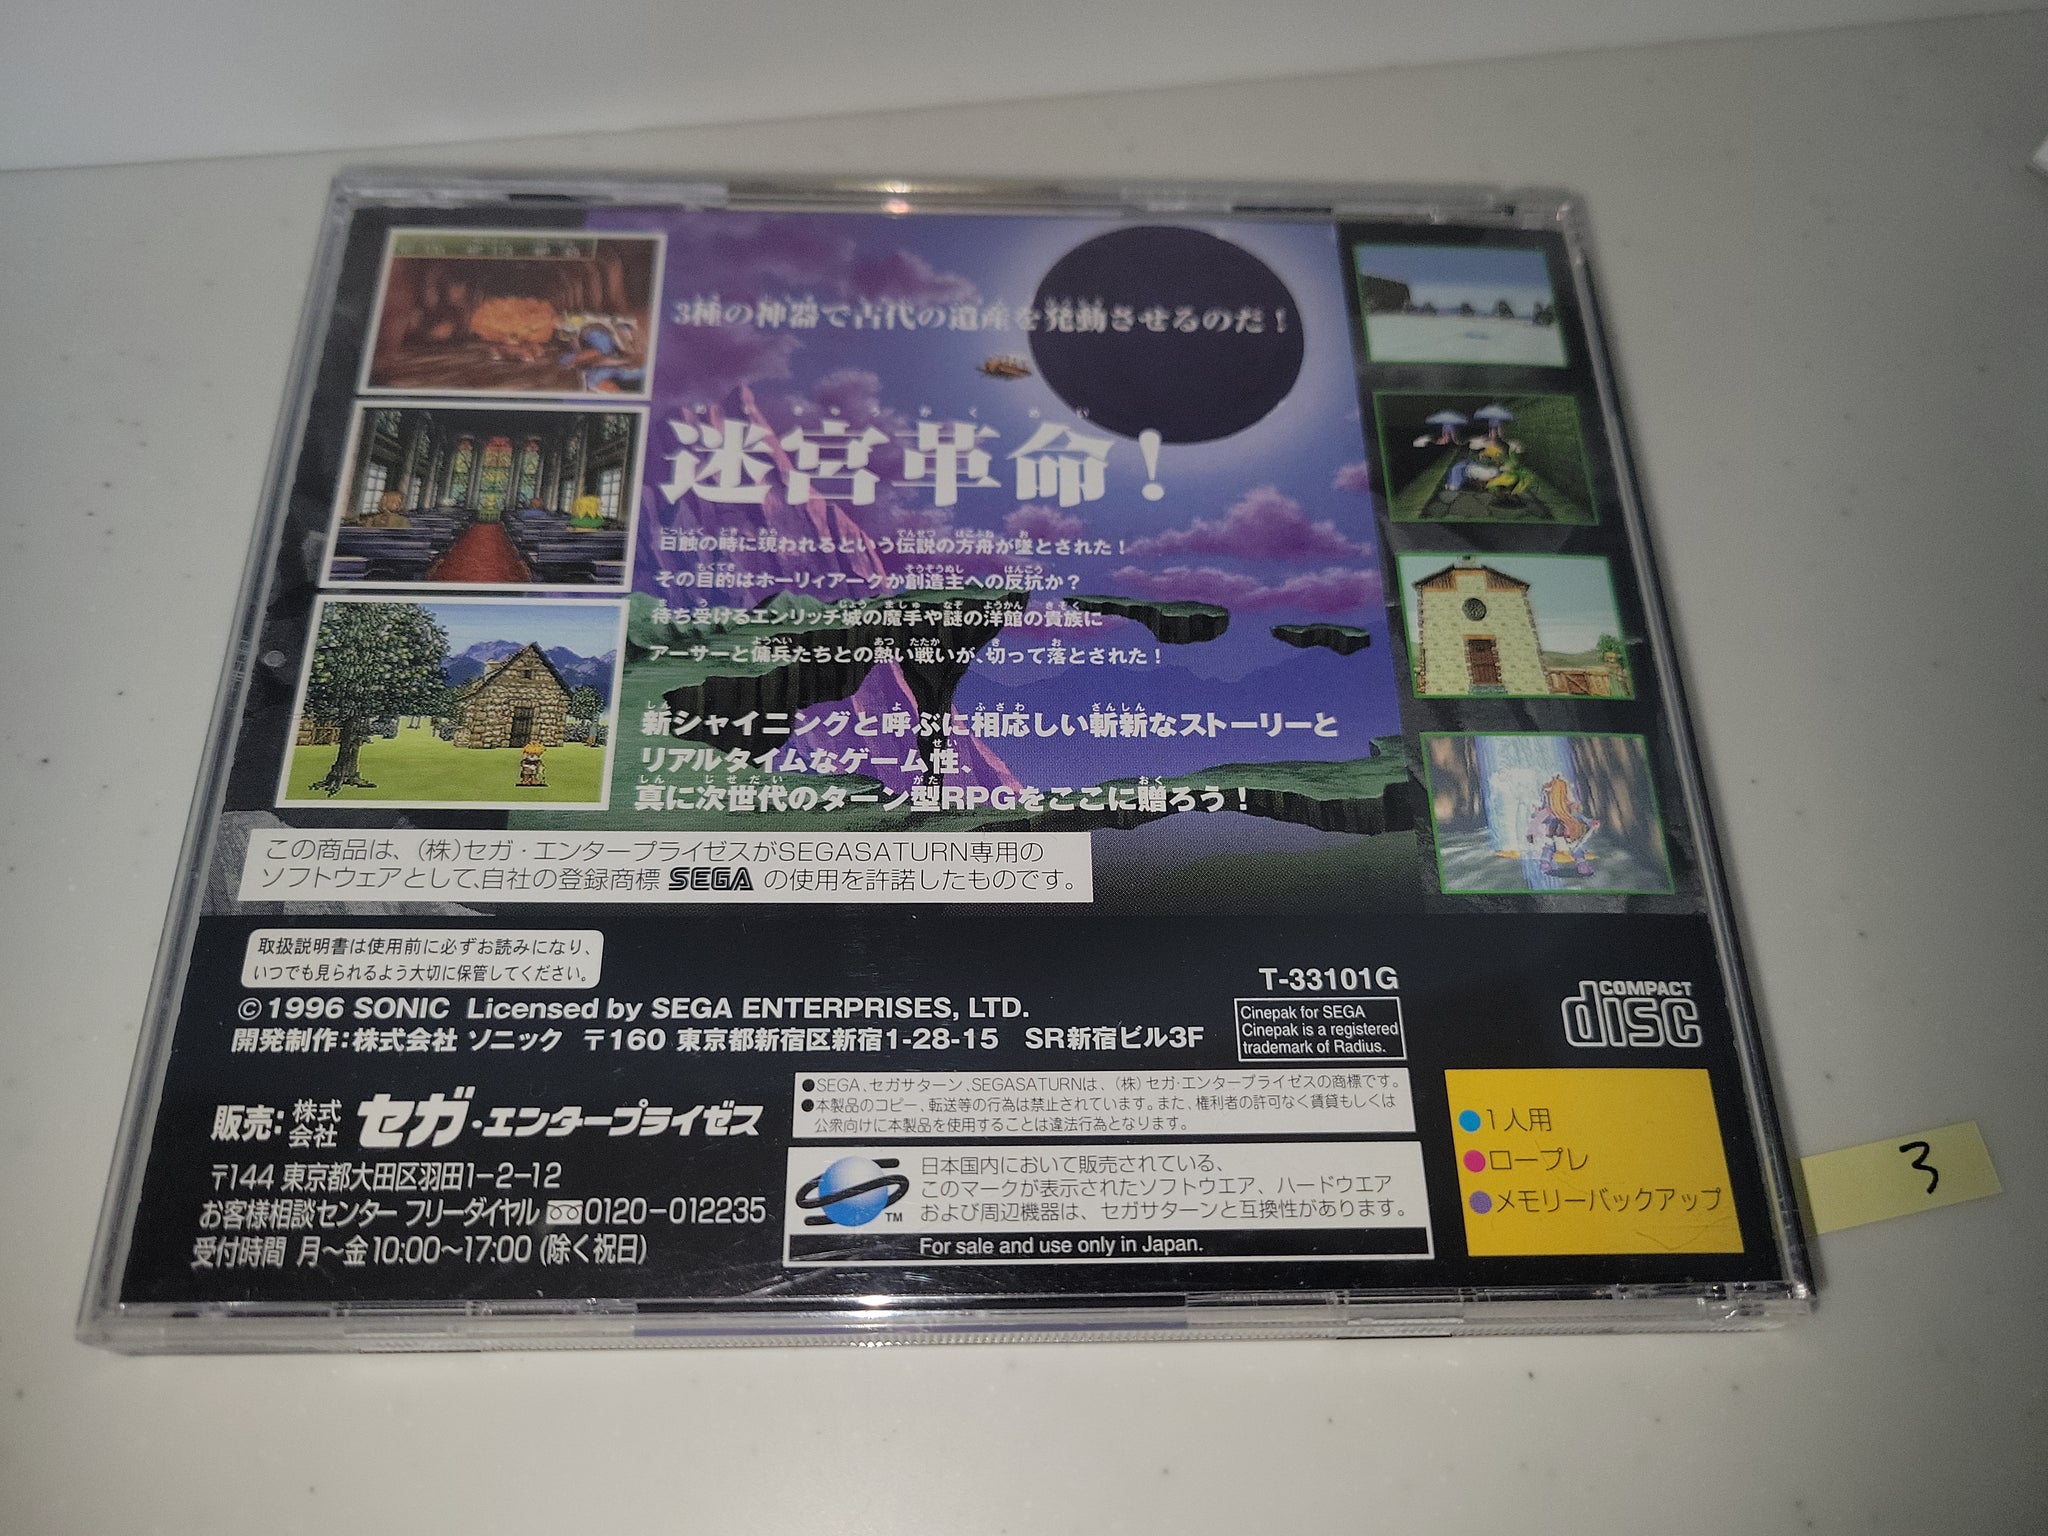 3種の神器で古代の遺産を発動させるのだ！
迷宮革命！
日蝕の時に現われるという伝説の方舟が墜とされた！
その目的はホーリィアークか創造主への反抗か？
待ち受けるエンリッチ城の魔手や謎の洋館の貴族に
アーサーと傭兵たちとの熱い戦いが、切って落とされた！
新シャイニングと呼ぶに相応しい斬新なストーリーと
リアルタイムなゲーム性、
真に次世代のターン型RPGをここに贈ろう！
この商品は、（株）セガ・エンタープライゼスがSEGASATURN専用の
ソフトウェアとして、自社の登録商標 SEGA の使用を許諾したものです。
取扱説明書は使用前に必ずお読みになり、
いつでも見られるよう大切に保管してください。
© 1996 SONIC Licensed by SEGA ENTERPRISES, LTD.
開発制作：株式会社 ソニック 〒160 東京都新宿区新宿1-28-15 SR新宿ビル3F
T-33101G
Cinepak for SEGA
Cinepak is a registered
trademark of Radius.
COMPACT
disc
販売：株式会社 セガ・エンタープライゼス
〒144 東京都大田区羽田1－2－12
お客様相談センター フリーダイヤル 0120－012235
受付時間 月～金10:00～17:00 (除く祝日)
●SEGA、セガサターン、SEGASATURNは、（株）セガ・エンタープライゼスの商標です。
●本製品のコピー、転送等の行為は禁止されています。また、権利者の許可なく賃貸もしくは
公衆向けに本製品を使用することは違法行為となります。
日本国内において販売されている、
このマークが表示されたソフトウエア、ハードウエア
および周辺機器は、セガサターンと互換性があります。
TM
For sale and use only in Japan.
●1人用
●ロープレ
●メモリーバックアップ
3